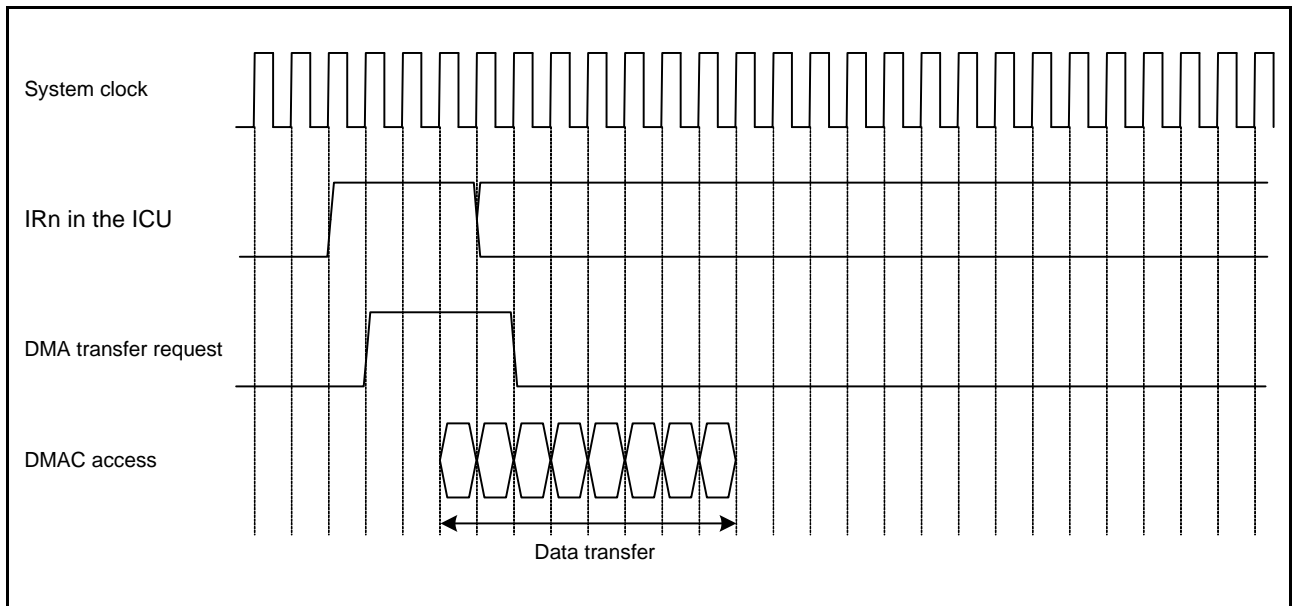 System clock
IRn in the ICU
DMA transfer request
DMAC access
Data transfer